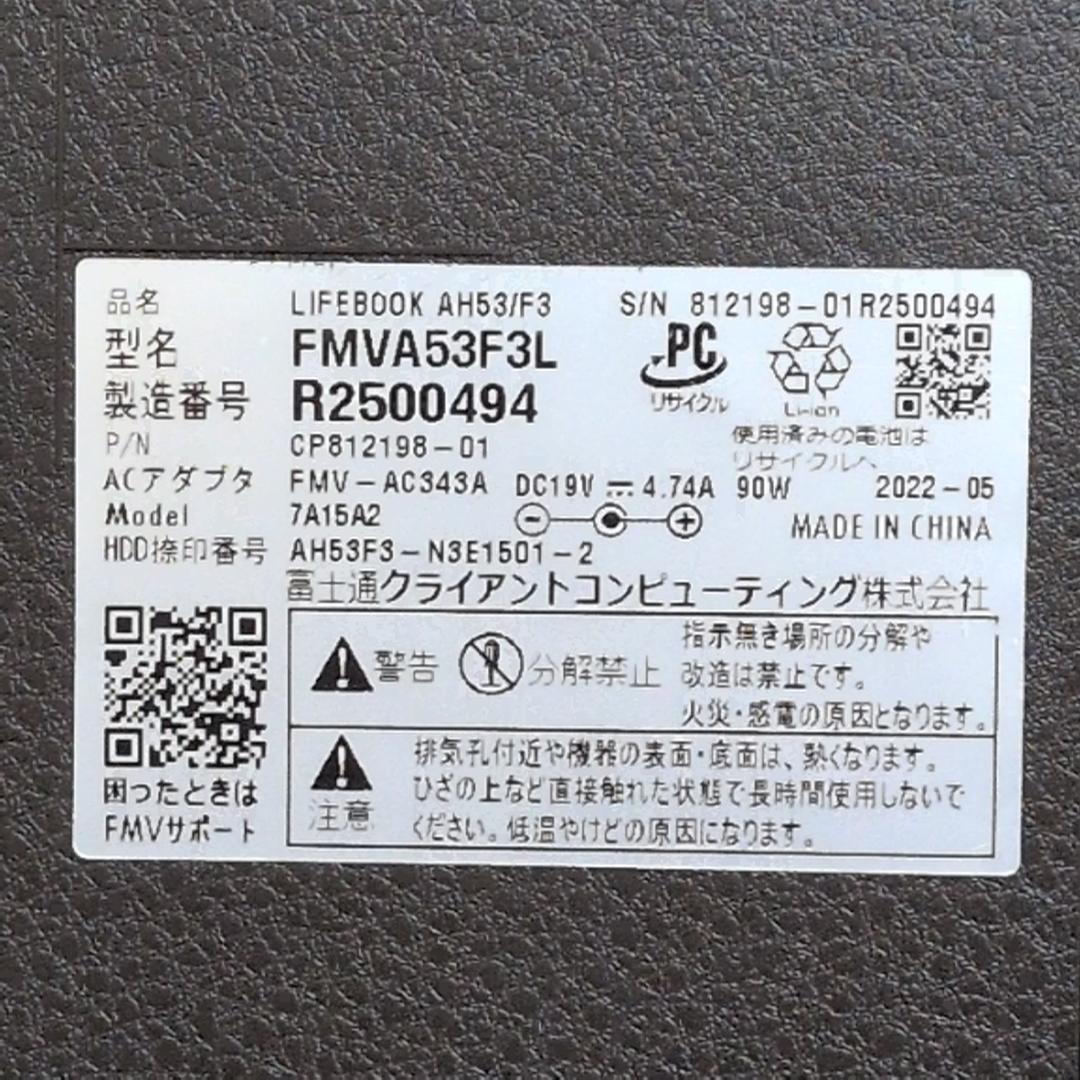 品名 LIFEBOOK AH53/F3 S/N 812198-01R2500494
型名 FMVA53F3L
製造番号 R2500494
PC
リサイクル
Li-ion
使用済みの電池は
リサイクルへ
P/N CP812198-01
ACアダプタ FMV-AC343A DC19V ⎓ 4.74A 90W 2022-05
Model 7A15A2 MADE IN CHINA
HDD捺印番号 AH53F3-N3E1501-2
富士通クライアントコンピューティング株式会社
警告 分解禁止
指示無き場所の分解や
改造は禁止です。
火災・感電の原因となります。
注意
排気孔付近や機器の表面・底面は、熱くなります。
ひざの上など直接触れた状態で長時間使用しないで
ください。低温やけどの原因になります。
困ったときは
FMVサポート